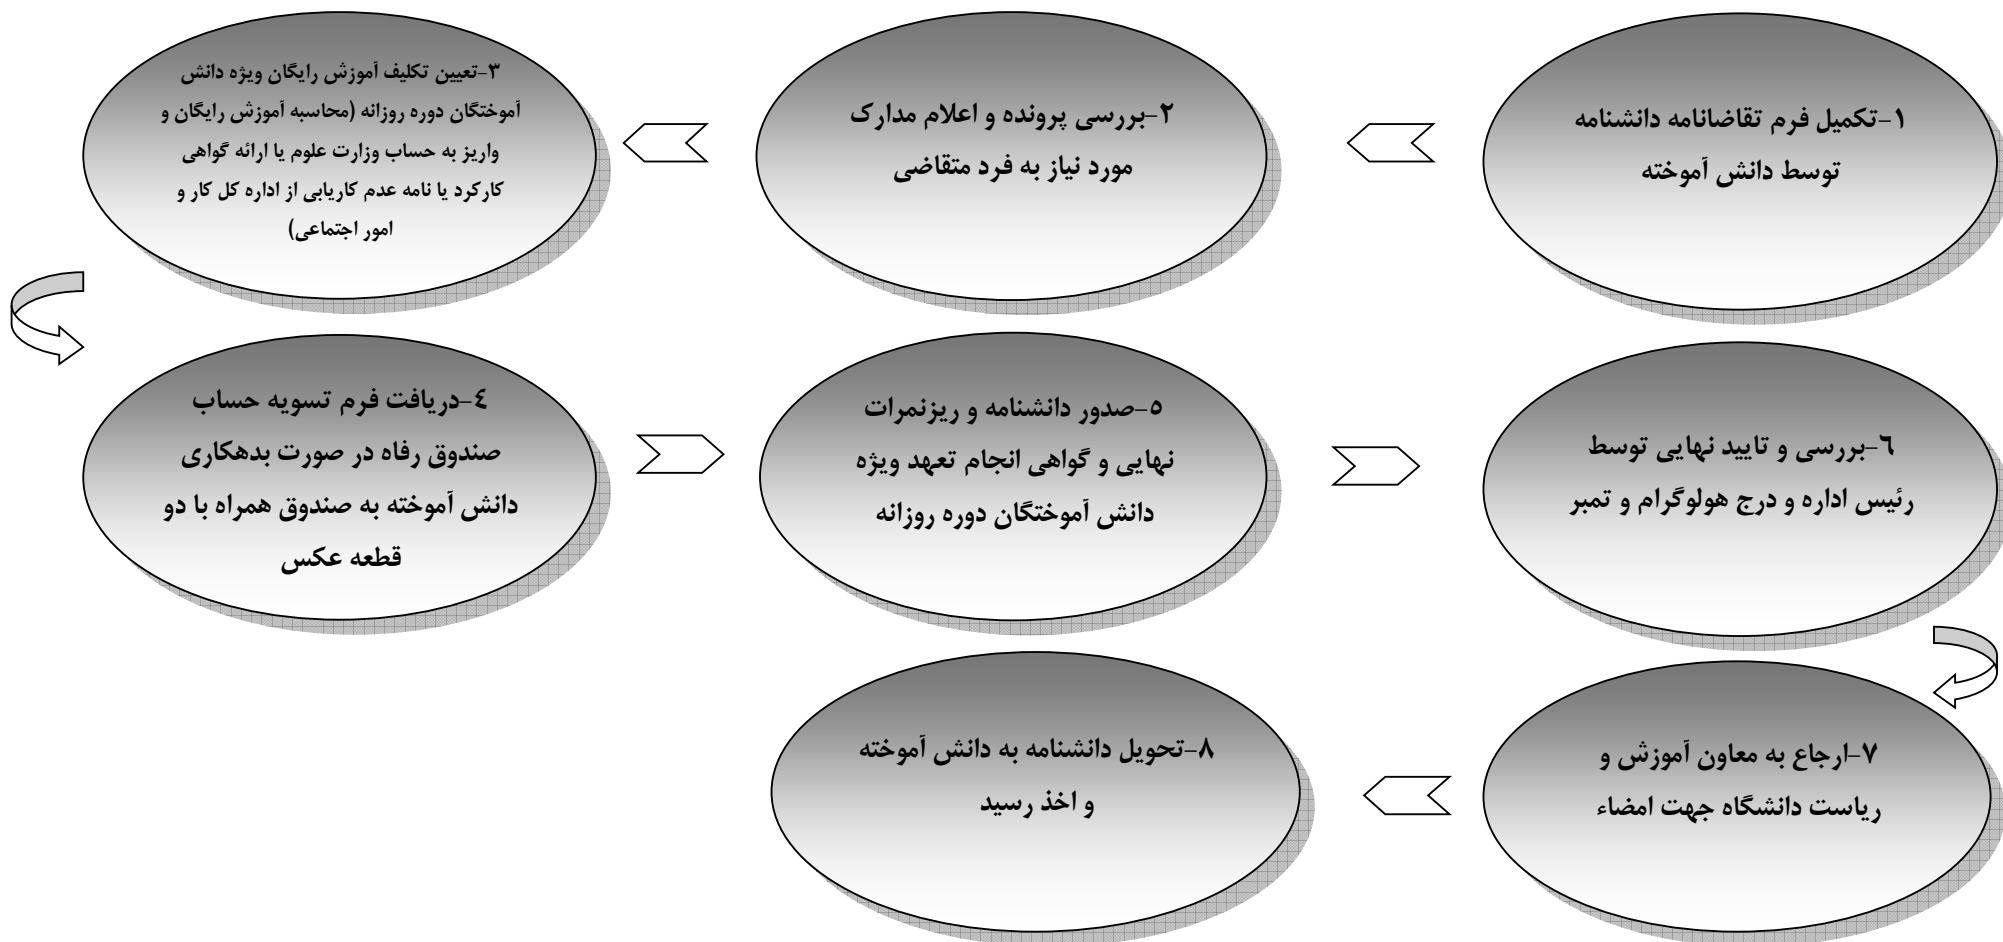 ۱-تکمیل فرم تقاضانامه دانشنامه
توسط دانش آموخته
۲-بررسی پرونده و اعلام مدارک
مورد نیاز به فرد متقاضی
۳-تعیین تکلیف آموزش رایگان ویژه دانش
آموختگان دوره روزانه (محاسبه آموزش رایگان و
واریز به حساب وزارت علوم یا ارائه گواهی
کارکرد یا نامه عدم کاریابی از اداره کل کار و
امور اجتماعی)
٤-دریافت فرم تسویه حساب
صندوق رفاه در صورت بدهکاری
دانش آموخته به صندوق همراه با دو
قطعه عکس
٥-صدور دانشنامه و ریزنمرات
نهایی و گواهی انجام تعهد ویژه
دانش آموختگان دوره روزانه
٦-بررسی و تایید نهایی توسط
رئیس اداره و درج هولوگرام و تمبر
۷-ارجاع به معاون آموزش و
ریاست دانشگاه جهت امضاء
۸-تحویل دانشنامه به دانش آموخته
و اخذ رسید